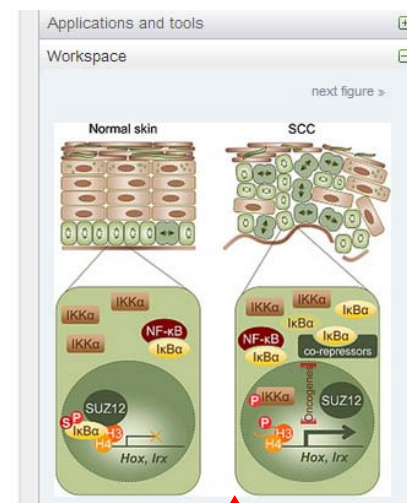 Applications and tools
Workspace
next figure »
Normal skin
SCC
IKKα
IKKα
IKKα
NF-κB
IκBα
SUZ12
S
P
IκBα
H3
H4
Hox, Irx
IKKα
IKKα
IκBα
IκBα
NF-κB
IκBα
IκBα
co-repressors
P
IKKα
Oncogenes
SUZ12
P
H3
H4
Hox, Irx